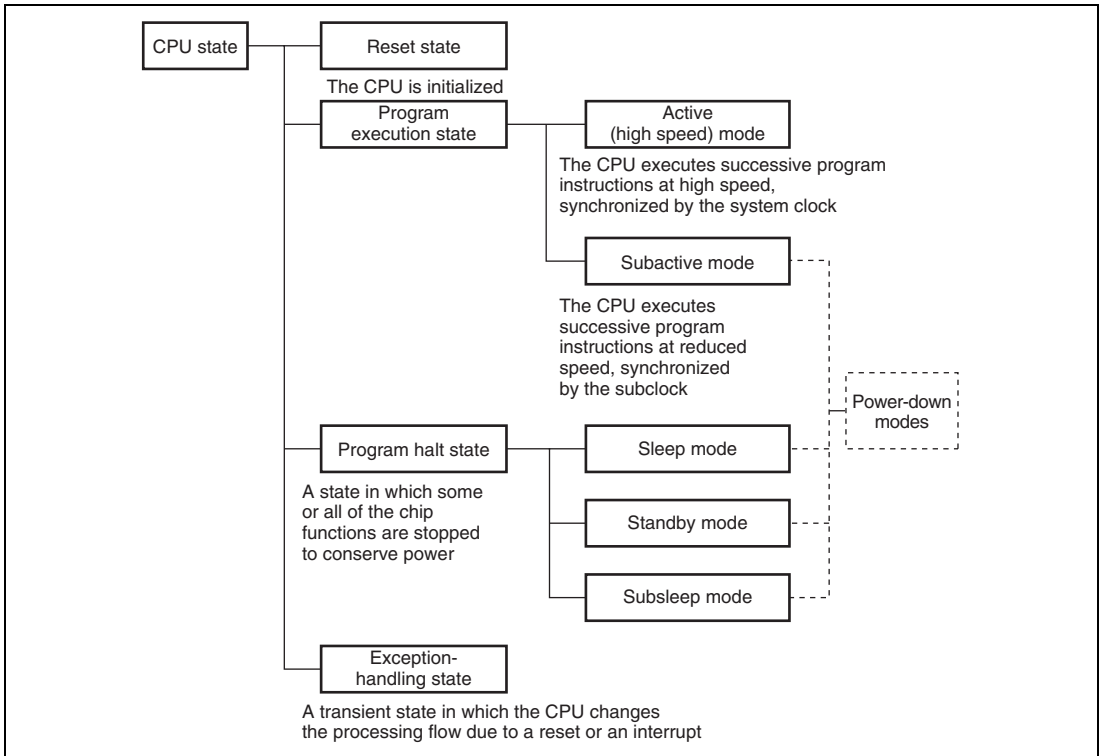 CPU state
Reset state
The CPU is initialized
Program
execution state
Active
(high speed) mode
The CPU executes successive program
instructions at high speed,
synchronized by the system clock
Subactive mode
The CPU executes
successive program
instructions at reduced
speed, synchronized
by the subclock
Power-down
modes
Program halt state
A state in which some
or all of the chip
functions are stopped
to conserve power
Sleep mode
Standby mode
Subsleep mode
Exception-
handling state
A transient state in which the CPU changes
the processing flow due to a reset or an interrupt